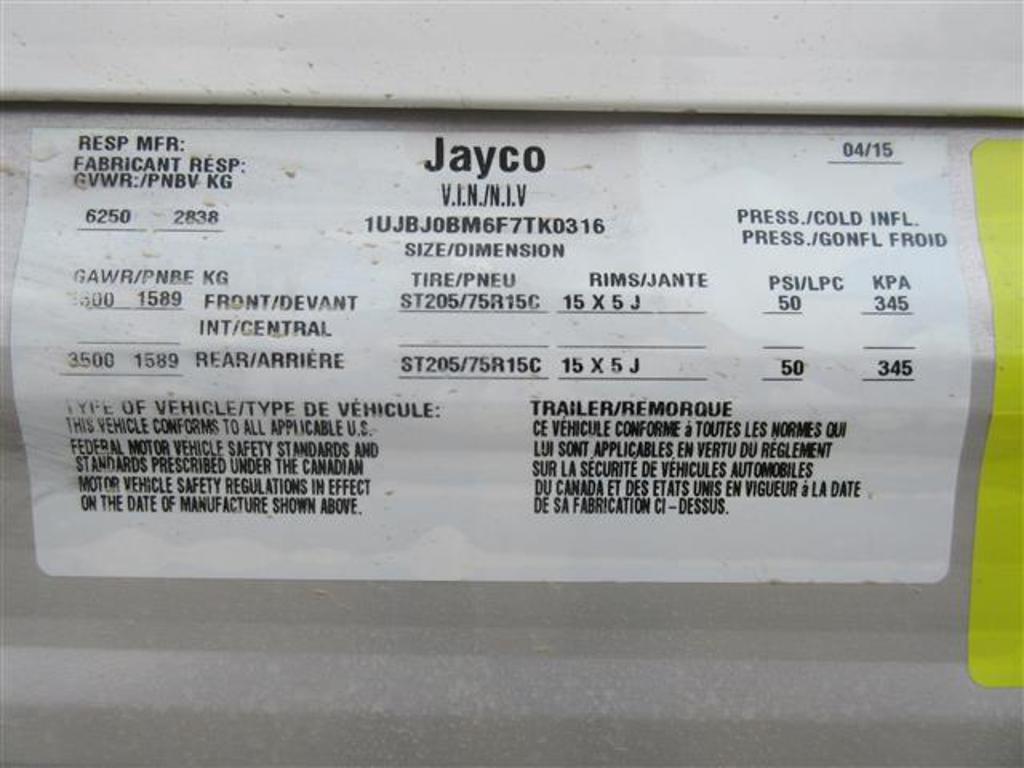 RESP MFR: Jayco 04/15
FABRICANT RÉSP:
GVWR:/PNBV KG V.I.N./N.I.V
6250 2838 1UJBJ0BM6F7TK0316 PRESS./COLD INFL.
SIZE/DIMENSION PRESS./GONFL FROID
GAWR/PNBE KG TIRE/PNEU RIMS/JANTE PSI/LPC KPA
3500 1589 FRONT/DEVANT ST205/75R15C 15 X 5 J 50 345
INT/CENTRAL
3500 1589 REAR/ARRIÈRE ST205/75R15C 15 X 5 J 50 345
TYPE OF VEHICLE/TYPE DE VÉHICULE: TRAILER/REMORQUE
THIS VEHICLE CONFORMS TO ALL APPLICABLE U.S.
FEDERAL MOTOR VEHICLE SAFETY STANDARDS AND
STANDARDS PRESCRIBED UNDER THE CANADIAN
MOTOR VEHICLE SAFETY REGULATIONS IN EFFECT
ON THE DATE OF MANUFACTURE SHOWN ABOVE.
CE VÉHICULE CONFORME à TOUTES LES NORMES QUI
LUI SONT APPLICABLES EN VERTU DU RÈGLEMENT
SUR LA SÉCURITÉ DE VÉHICULES AUTOMOBILES
DU CANADA ET DES ETATS UNIS EN VIGUEUR à LA DATE
DE SA FABRICATION CI-DESSUS.